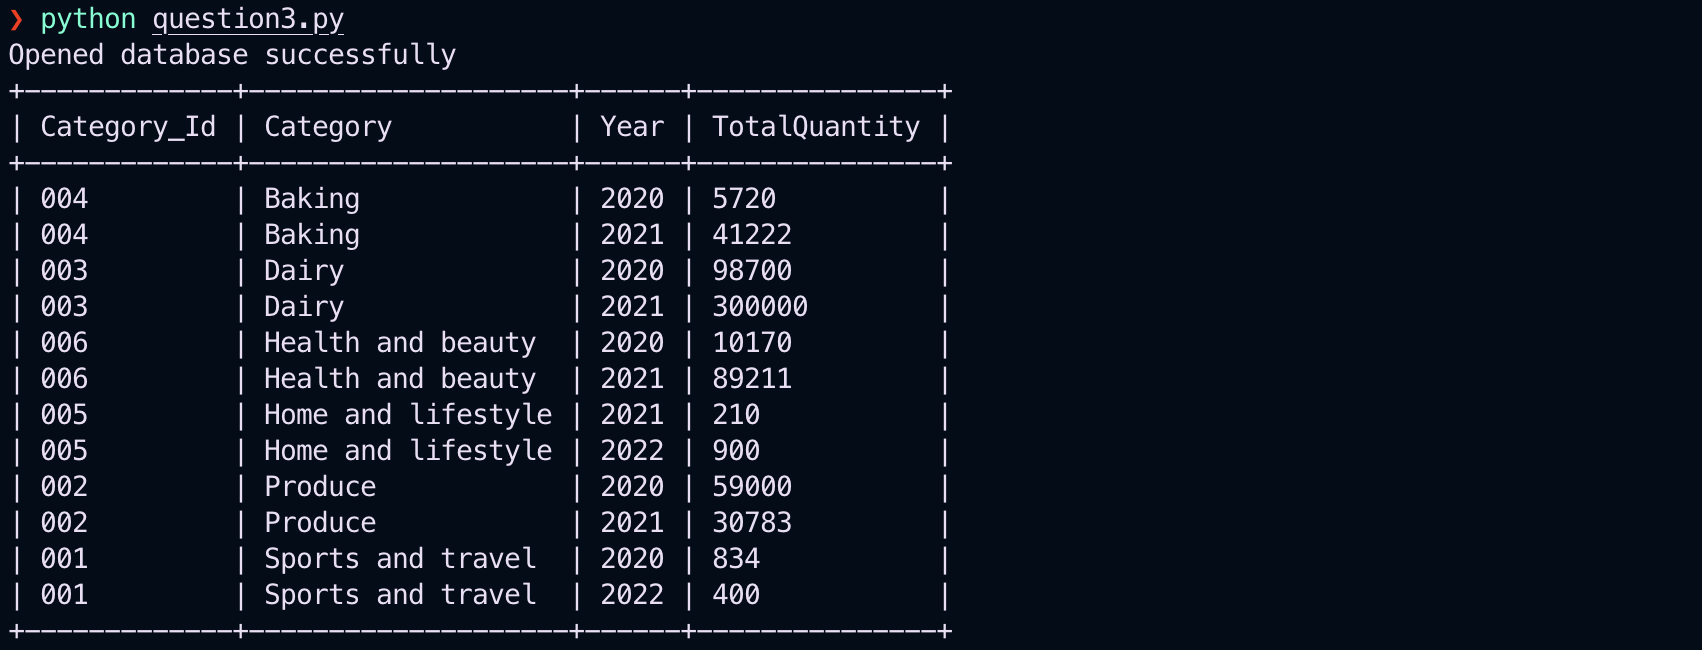 ❯ python question3.py
Opened database successfully
+-------------+--------------------+------+---------------+
| Category_Id | Category           | Year | TotalQuantity |
+-------------+--------------------+------+---------------+
| 004         | Baking             | 2020 | 5720          |
| 004         | Baking             | 2021 | 41222         |
| 003         | Dairy              | 2020 | 98700         |
| 003         | Dairy              | 2021 | 300000        |
| 006         | Health and beauty  | 2020 | 10170         |
| 006         | Health and beauty  | 2021 | 89211         |
| 005         | Home and lifestyle | 2021 | 210           |
| 005         | Home and lifestyle | 2022 | 900           |
| 002         | Produce            | 2020 | 59000         |
| 002         | Produce            | 2021 | 30783         |
| 001         | Sports and travel  | 2020 | 834           |
| 001         | Sports and travel  | 2022 | 400           |
+-------------+--------------------+------+---------------+